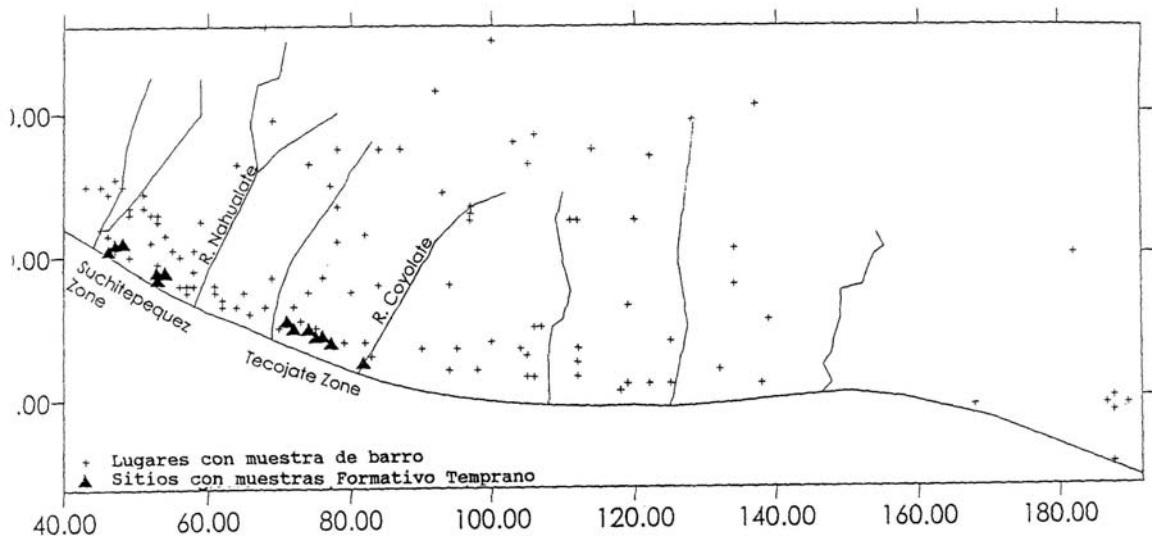 ).00
R. Nahualate
0.00
R. Coyolate
Suchitepequez
Zone
Tecojate Zone
.00
+ Lugares con muestra de barro
▲ Sitios con muestras Formativo Temprano
40.00 60.00 80.00 100.00 120.00 140.00 160.00 180.00